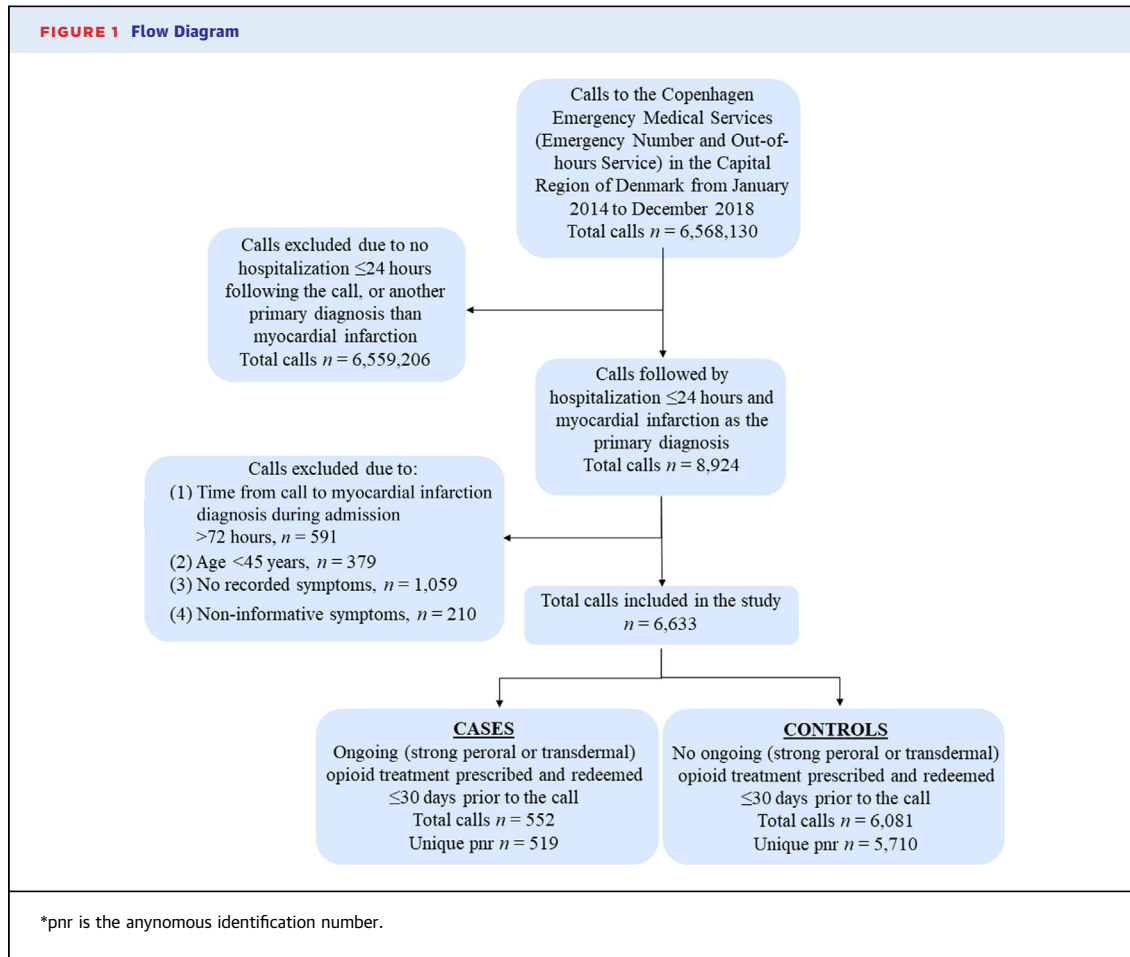 FIGURE 1 Flow Diagram
Calls to the Copenhagen
Emergency Medical Services
(Emergency Number and Out-of-
hours Service) in the Capital
Region of Denmark from January
2014 to December 2018
Total calls n = 6,568,130
Calls excluded due to no
hospitalization ≤24 hours
following the call, or another
primary diagnosis than
myocardial infarction
Total calls n = 6,559,206
Calls followed by
hospitalization ≤24 hours and
myocardial infarction as the
primary diagnosis
Total calls n = 8,924
Calls excluded due to:
(1) Time from call to myocardial infarction
diagnosis during admission
>72 hours, n = 591
(2) Age <45 years, n = 379
(3) No recorded symptoms, n = 1,059
(4) Non-informative symptoms, n = 210
Total calls included in the study
n = 6,633
CASES
Ongoing (strong peroral or transdermal)
opioid treatment prescribed and redeemed
≤30 days prior to the call
Total calls n = 552
Unique pnr n = 519
CONTROLS
No ongoing (strong peroral or transdermal)
opioid treatment prescribed and redeemed
≤30 days prior to the call
Total calls n = 6,081
Unique pnr n = 5,710
*pnr is the anynomous identification number.